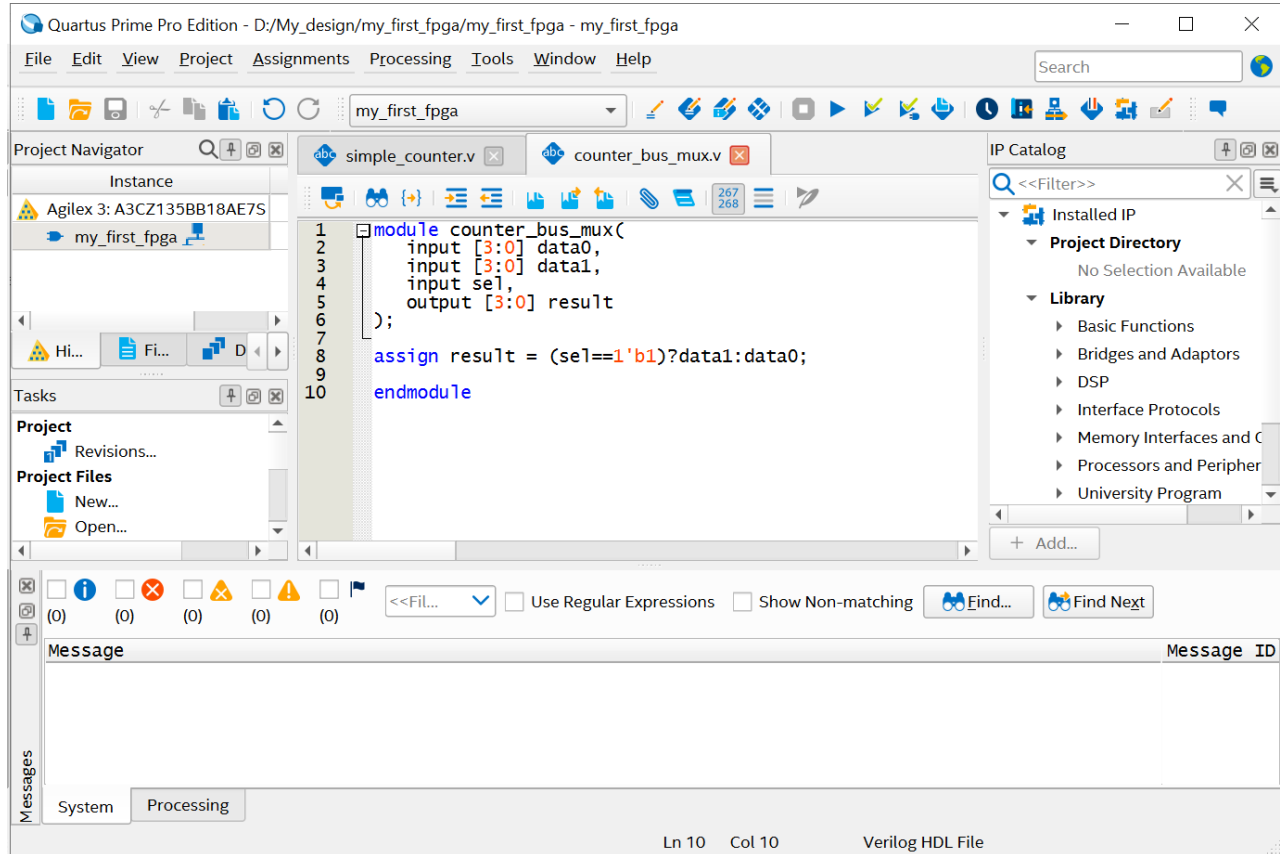 Quartus Prime Pro Edition - D:/My_design/my_first_fpga/my_first_fpga - my_first_fpga
File Edit View Project Assignments Processing Tools Window Help
Search
my_first_fpga
Project Navigator
Instance
Agilex 3: A3CZ135BB18AE7S
my_first_fpga
Hi...
Fi...
D
Tasks
Project
Revisions...
Project Files
New...
Open...
simple_counter.v
counter_bus_mux.v
267
268
1 module counter_bus_mux(
2 input [3:0] data0,
3 input [3:0] data1,
4 input sel,
5 output [3:0] result
6 );
7
8 assign result = (sel==1'b1)?data1:data0;
9
10 endmodule
IP Catalog
<<Filter>>
Installed IP
Project Directory
No Selection Available
Library
Basic Functions
Bridges and Adaptors
DSP
Interface Protocols
Memory Interfaces and C
Processors and Peripher
University Program
+ Add...
(0) (0) (0) (0) (0)
<<Fil...
Use Regular Expressions
Show Non-matching
Find...
Find Next
Message
Message ID
Messages
System
Processing
Ln 10 Col 10 Verilog HDL File